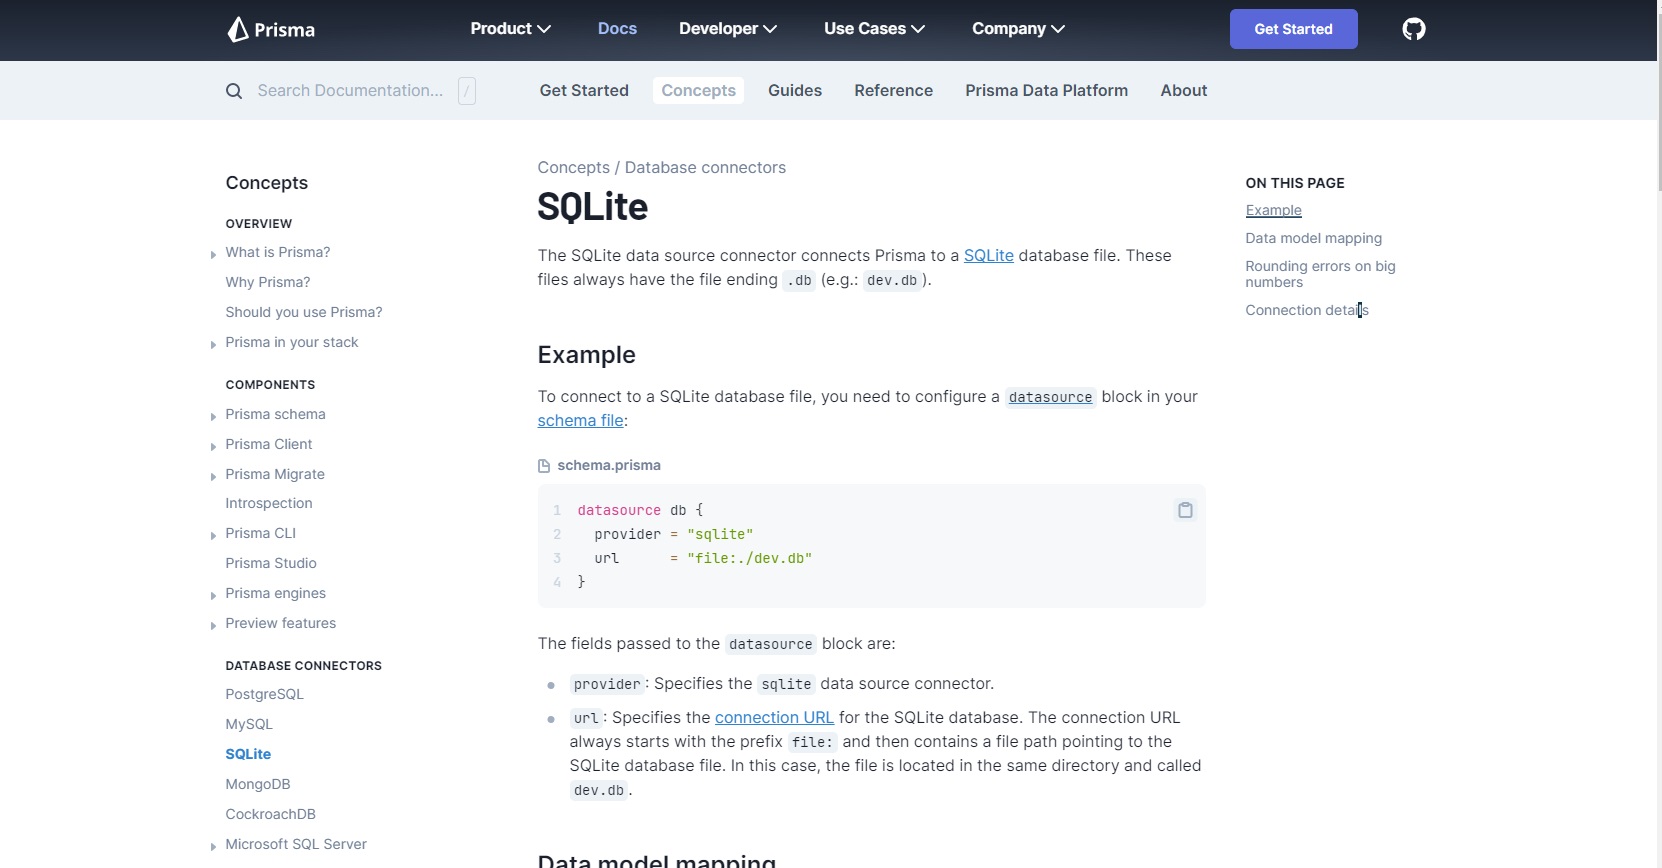 Prisma
Product
Docs
Developer
Use Cases
Company
Get Started
Search Documentation...
/
Get Started
Concepts
Guides
Reference
Prisma Data Platform
About
Concepts
OVERVIEW
What is Prisma?
Why Prisma?
Should you use Prisma?
Prisma in your stack
COMPONENTS
Prisma schema
Prisma Client
Prisma Migrate
Introspection
Prisma CLI
Prisma Studio
Prisma engines
Preview features
DATABASE CONNECTORS
PostgreSQL
MySQL
SQLite
MongoDB
CockroachDB
Microsoft SQL Server
Concepts / Database connectors
SQLite
The SQLite data source connector connects Prisma to a SQLite database file. These
files always have the file ending .db (e.g.: dev.db).
Example
To connect to a SQLite database file, you need to configure a datasource block in your
schema file:
schema.prisma
1 datasource db {
2   provider = "sqlite"
3   url      = "file:./dev.db"
4 }
The fields passed to the datasource block are:
provider: Specifies the sqlite data source connector.
url: Specifies the connection URL for the SQLite database. The connection URL
always starts with the prefix file: and then contains a file path pointing to the
SQLite database file. In this case, the file is located in the same directory and called
dev.db.
Data model mapping
ON THIS PAGE
Example
Data model mapping
Rounding errors on big
numbers
Connection details